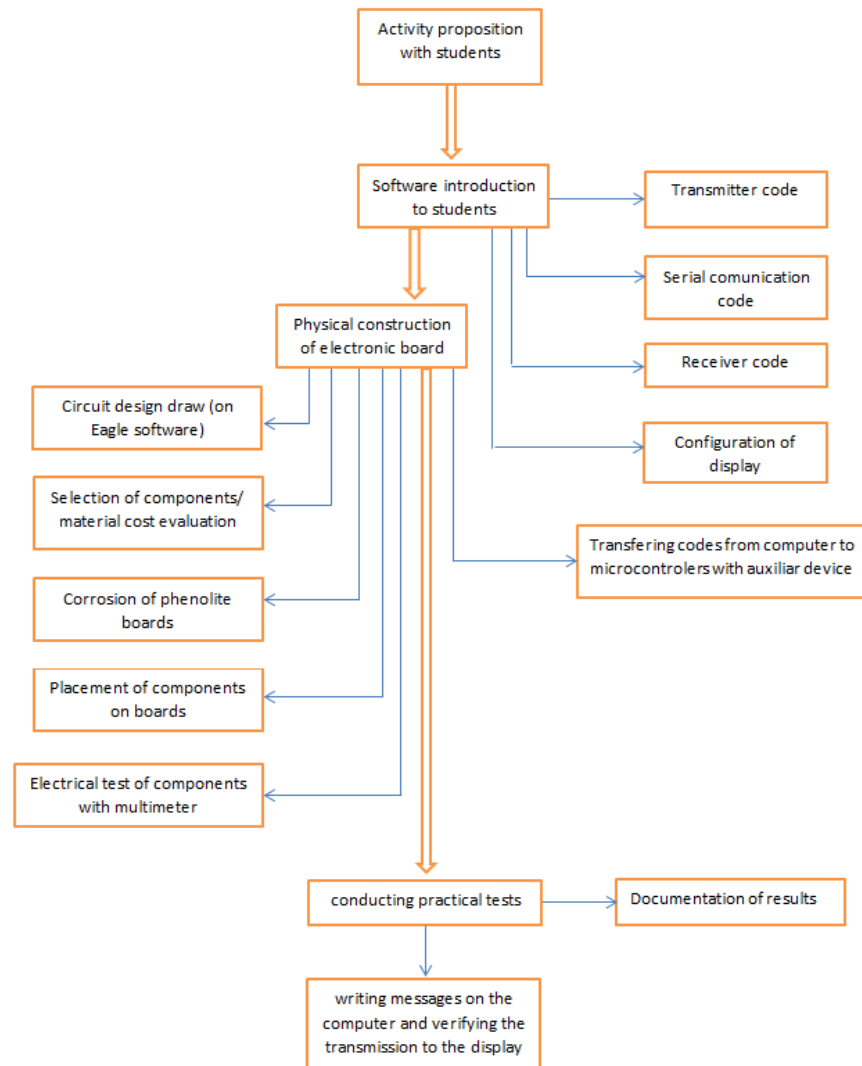 Activity proposition
with students
Software introduction
to students
Transmitter code
Serial comunication
code
Physical construction
of electronic board
Receiver code
Circuit design draw (on
Eagle software)
Configuration of
display
Selection of components/
material cost evaluation
Transfering codes from computer to
microcontrolers with auxiliar device
Corrosion of phenolite
boards
Placement of components
on boards
Electrical test of components
with multimeter
conducting practical tests
Documentation of results
writing messages on the
computer and verifying the
transmission to the display